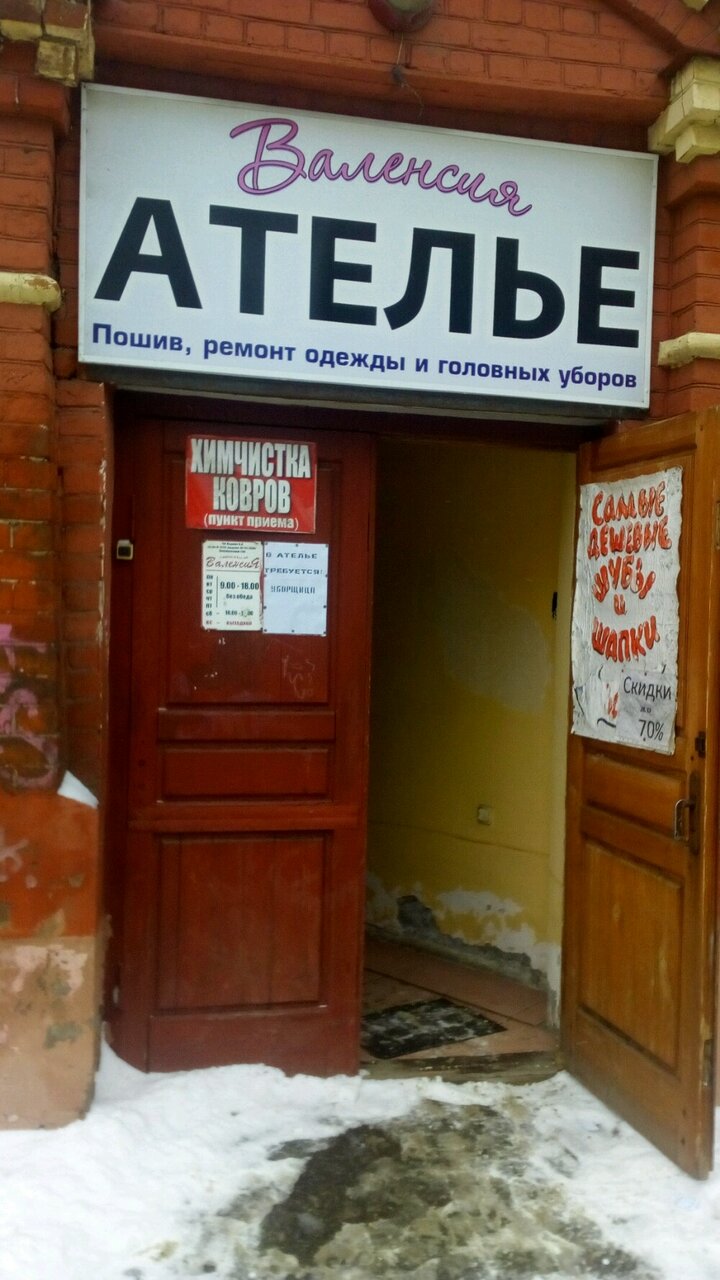 Валенсия
АТЕЛЬЕ
Пошив, ремонт одежды и головных уборов
ХИМЧИСТКА
КОВРОВ
(пункт приема)
Валенсия
9.00 - 18.00
без обеда
выходной
В АТЕЛЬЕ
ТРЕБУЕТСЯ:
УБОРЩИЦА
САМЫЕ
ДЕШЕВЫЕ
ШУБЫ
И
ШАПКИ
Скидки
70%